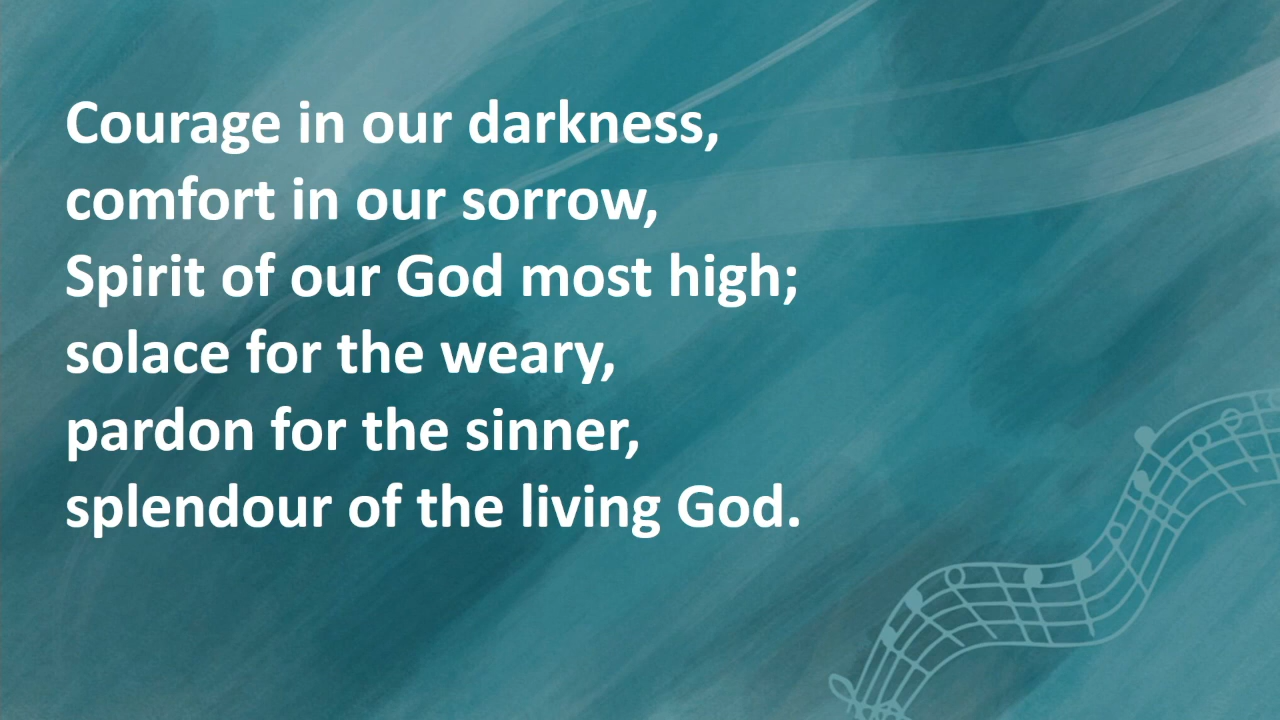 Courage in our darkness,
comfort in our sorrow,
Spirit of our God most high;
solace for the weary,
pardon for the sinner,
splendour of the living God.